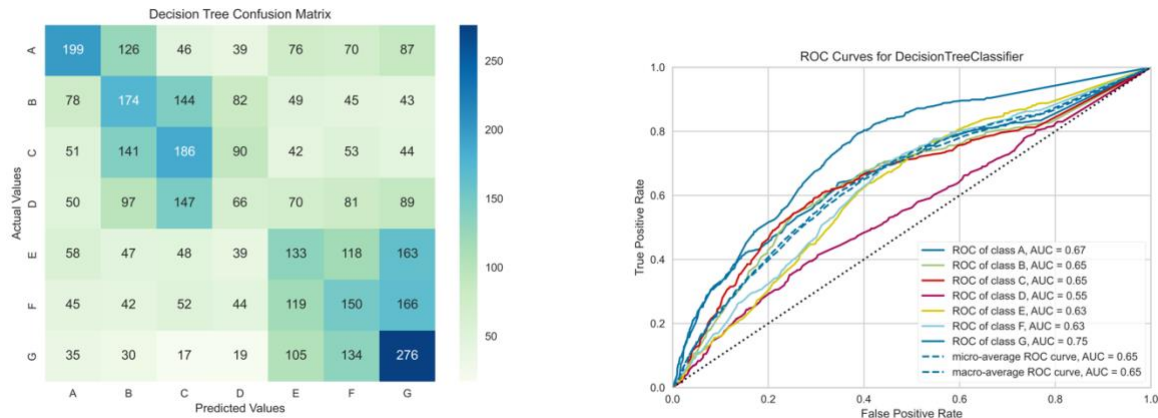 Decision Tree Confusion Matrix
Actual Values
A 199 126 46 39 76 70 87
B 78 174 144 82 49 45 43
C 51 141 186 90 42 53 44
D 50 97 147 66 70 81 89
E 58 47 48 39 133 118 163
F 45 42 52 44 119 150 166
G 35 30 17 19 105 134 276
A B C D E F G
Predicted Values
250
200
150
100
50
ROC Curves for DecisionTreeClassifier
True Positive Rate
1.0
0.8
0.6
0.4
0.2
0.0
ROC of class A, AUC = 0.67
ROC of class B, AUC = 0.65
ROC of class C, AUC = 0.65
ROC of class D, AUC = 0.55
ROC of class E, AUC = 0.63
ROC of class F, AUC = 0.63
ROC of class G, AUC = 0.75
micro-average ROC curve, AUC = 0.65
macro-average ROC curve, AUC = 0.65
0.0 0.2 0.4 0.6 0.8 1.0
False Positive Rate